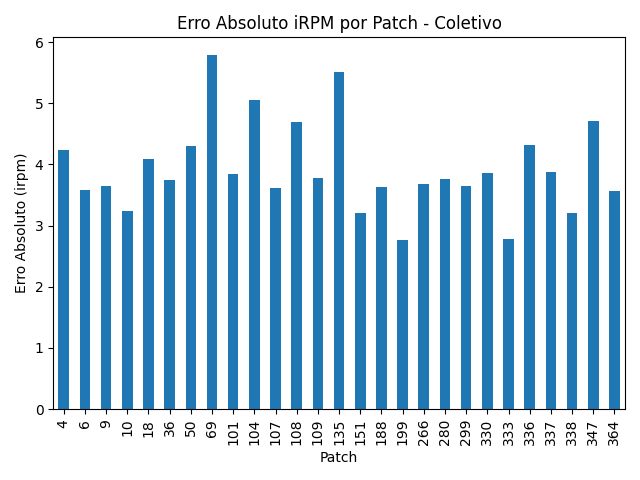 Erro Absoluto iRPM por Patch - Coletivo
Erro Absoluto (irpm)
6
5
4
3
2
1
0
4 6 9 10 18 36 50 69 101 104 107 108 109 135 151 188 199 266 280 299 330 333 336 337 338 347 364
Patch